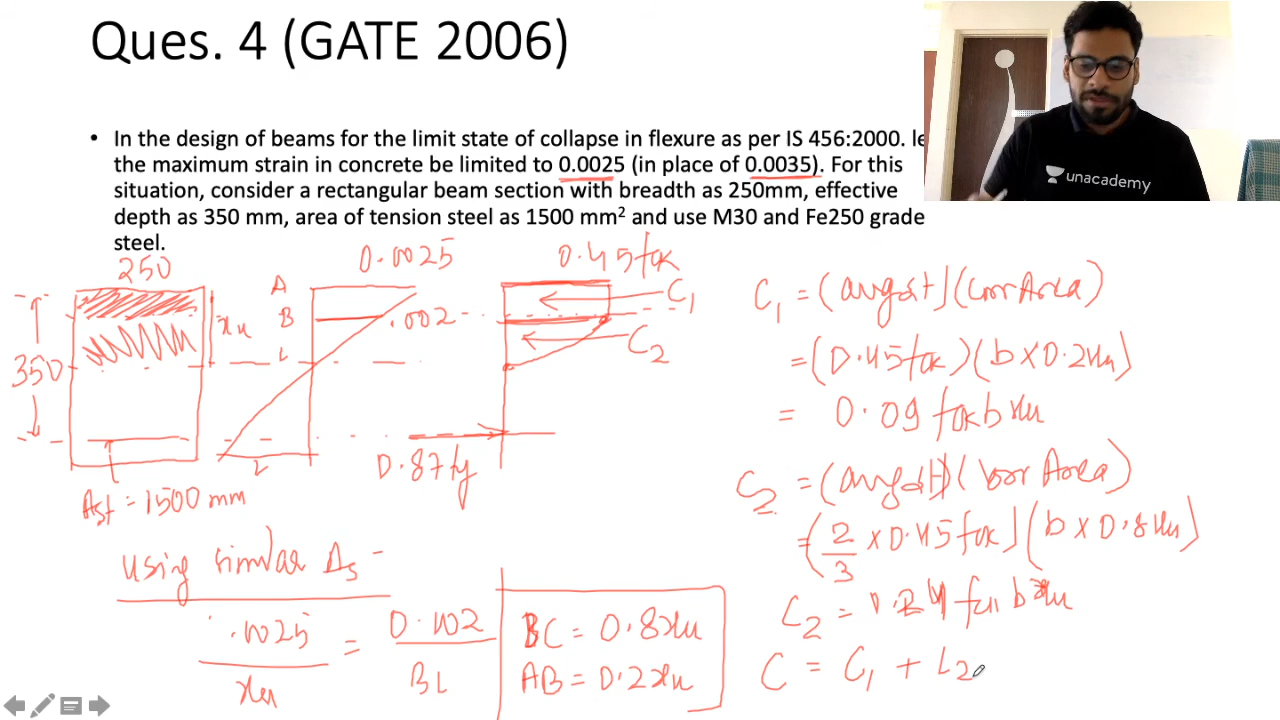 Ques. 4 (GATE 2006)
• In the design of beams for the limit state of collapse in flexure as per IS 456:2000. le
the maximum strain in concrete be limited to 0.0025 (in place of 0.0035). For this
situation, consider a rectangular beam section with breadth as 250mm, effective
depth as 350 mm, area of tension steel as 1500 mm² and use M30 and Fe250 grade
steel.
unacademy
250
350
xu
Ast = 1500 mm
0.0025
A
B
.002
0.87fy
0.45fck
C1
C2
using similar Δs -
.0025/xu = 0.002/BC
BC = 0.8xu
AB = 0.2xu
C1 = (avg st) (corr Area)
= (0.45fck) (b × 0.2xu)
= 0.09 fck b xu
C2 = (avg st) (corr Area)
= (2/3 × 0.45 fck) (b × 0.8xu)
C2 = 0.24 fck b xu
C = C1 + C2